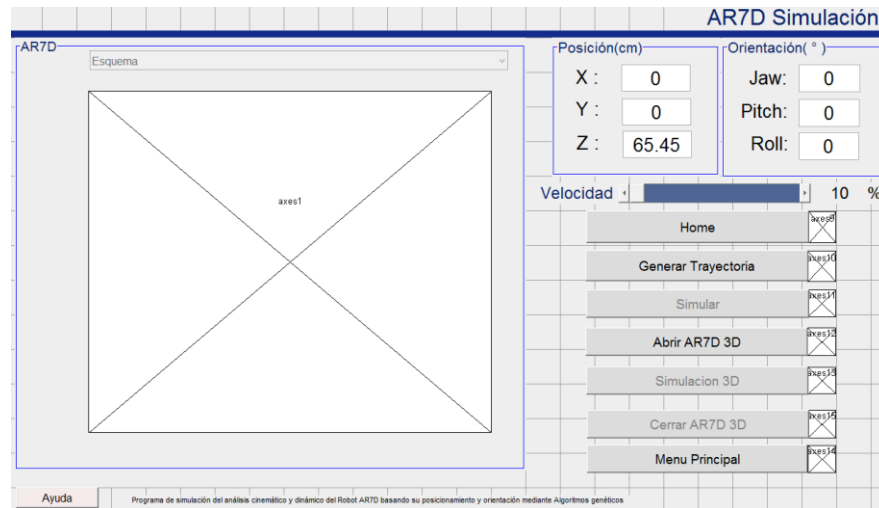 AR7D Simulación
AR7D
Esquema
axes1
Posición(cm)
X : 0
Y : 0
Z : 65.45
Orientación( ° )
Jaw: 0
Pitch: 0
Roll: 0
Velocidad 10 %
Home axes9
Generar Trayectoria axes10
Simular axes11
Abrir AR7D 3D axes12
Simulacion 3D axes13
Cerrar AR7D 3D axes15
Menu Principal axes14
Ayuda
Programa de simulación del análisis cinemático y dinámico del Robot AR7D basando su posicionamiento y orientación mediante Algoritmos genéticos